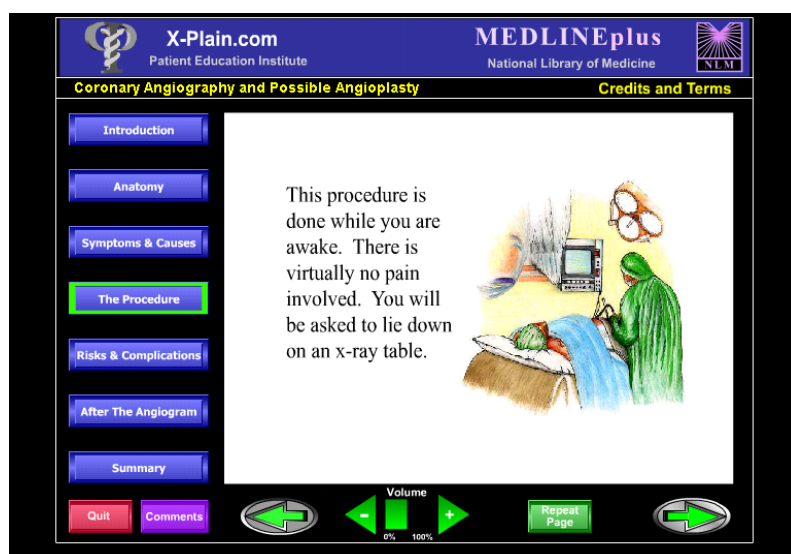 X-Plain.com
Patient Education Institute
MEDLINEplus
National Library of Medicine
NLM
Coronary Angiography and Possible Angioplasty
Credits and Terms
Introduction
Anatomy
Symptoms & Causes
The Procedure
Risks & Complications
After The Angiogram
Summary
This procedure is
done while you are
awake. There is
virtually no pain
involved. You will
be asked to lie down
on an x-ray table.
Quit
Comments
Volume
-
+
0% 100%
Repeat
Page